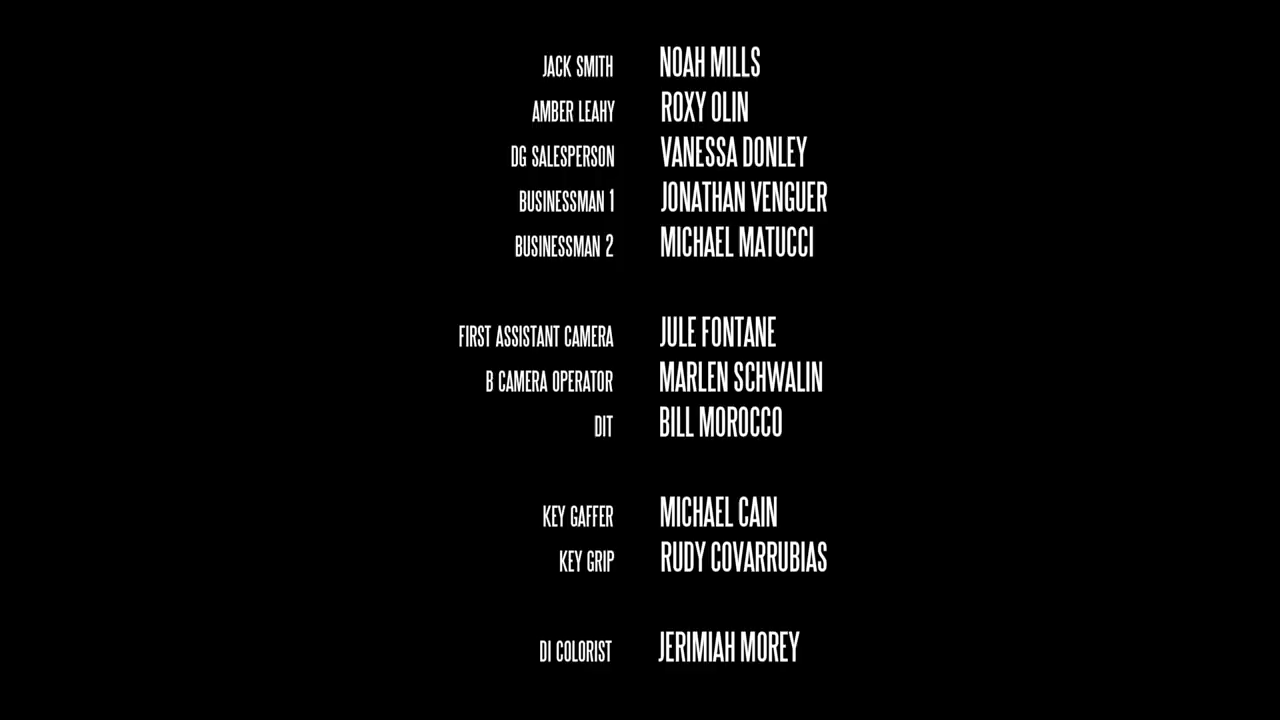 JACK SMITH NOAH MILLS
AMBER LEAHY ROXY OLIN
DG SALESPERSON VANESSA DONLEY
BUSINESSMAN 1 JONATHAN VENGUER
BUSINESSMAN 2 MICHAEL MATUCCI
FIRST ASSISTANT CAMERA JULE FONTANE
B CAMERA OPERATOR MARLEN SCHWALIN
DIT BILL MOROCCO
KEY GAFFER MICHAEL CAIN
KEY GRIP RUDY COVARRUBIAS
DI COLORIST JERIMIAH MOREY